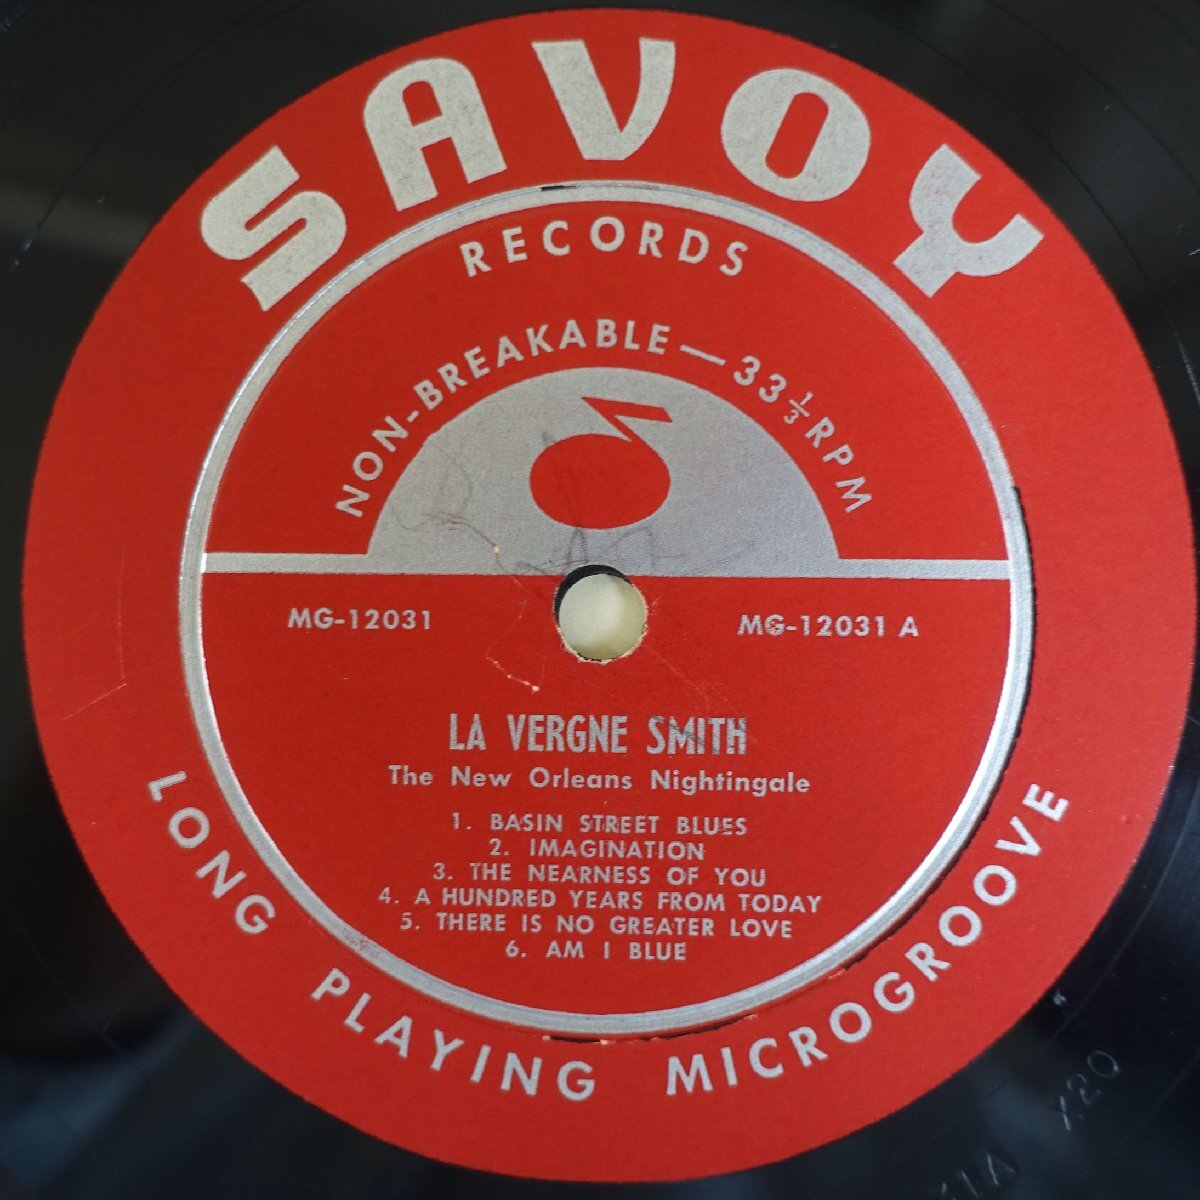 SAVOY
RECORDS
NON-BREAKABLE—33⅓ RPM
MG-12031
MG-12031 A
LA VERGNE SMITH
The New Orleans Nightingale
1. BASIN STREET BLUES
2. IMAGINATION
3. THE NEARNESS OF YOU
4. A HUNDRED YEARS FROM TODAY
5. THERE IS NO GREATER LOVE
6. AM I BLUE
LONG PLAYING MICROGROOVE